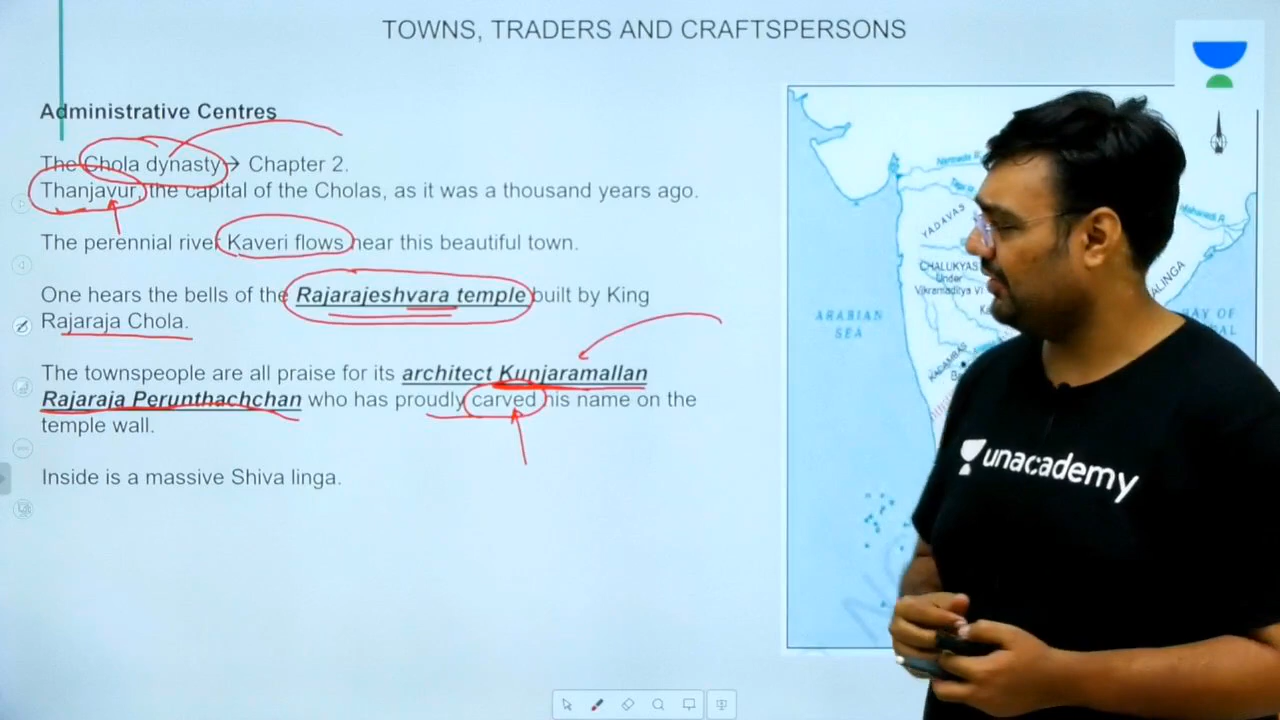 TOWNS, TRADERS AND CRAFTSPERSONS
Administrative Centres
The Chola dynasty → Chapter 2.
Thanjavur, the capital of the Cholas, as it was a thousand years ago.
The perennial river Kaveri flows near this beautiful town.
One hears the bells of the Rajarajeshvara temple built by King
Rajaraja Chola.
The townspeople are all praise for its architect Kunjaramallan
Rajaraja Perunthachchan who has proudly carved his name on the
temple wall.
Inside is a massive Shiva linga.
Narmada R.
Mahanadi R.
YADAVAS
CHALUKYAS
Under
Vikramaditya VI
KALINGA
ARABIAN
SEA
BAY OF
KADAMBAS
unacademy